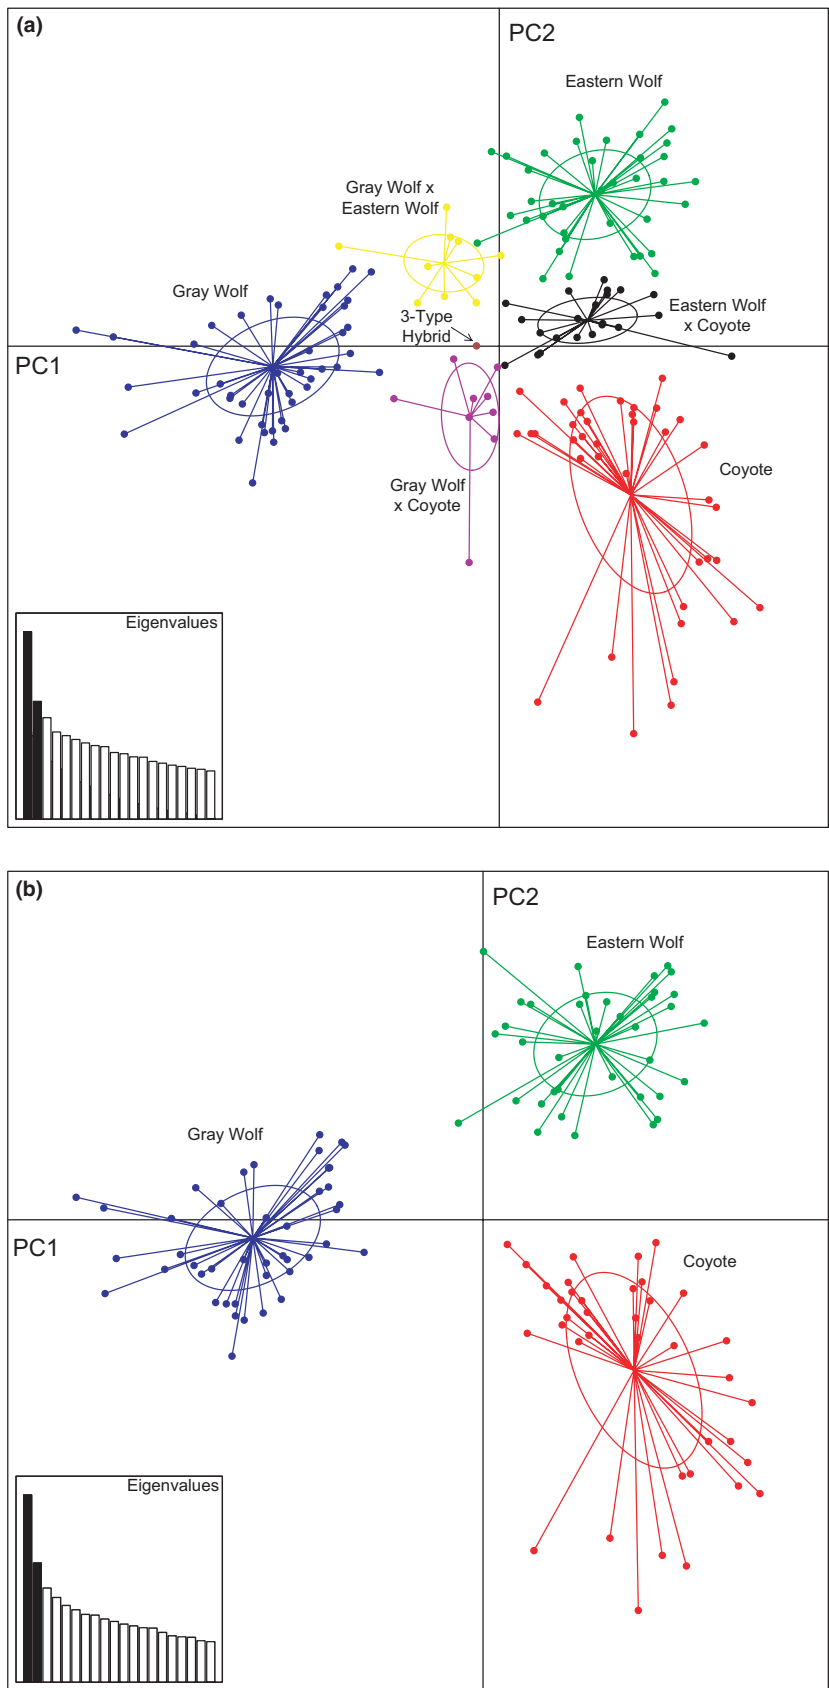 (a)
PC2
Eastern Wolf
Gray Wolf x
Eastern Wolf
Gray Wolf
3-Type
Hybrid
Eastern Wolf
x Coyote
PC1
Coyote
Gray Wolf
x Coyote
Eigenvalues
(b)
PC2
Eastern Wolf
Gray Wolf
PC1
Coyote
Eigenvalues